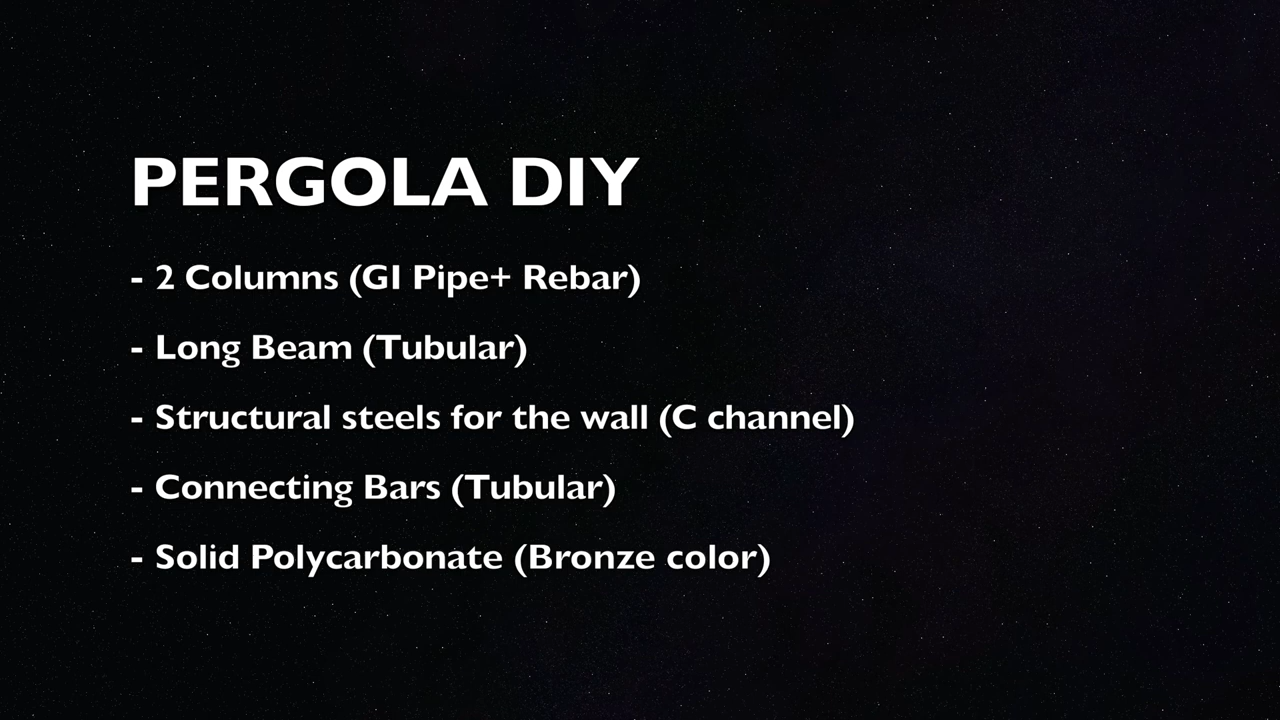 PERGOLA DIY
- 2 Columns (GI Pipe+ Rebar)
- Long Beam (Tubular)
- Structural steels for the wall (C channel)
- Connecting Bars (Tubular)
- Solid Polycarbonate (Bronze color)